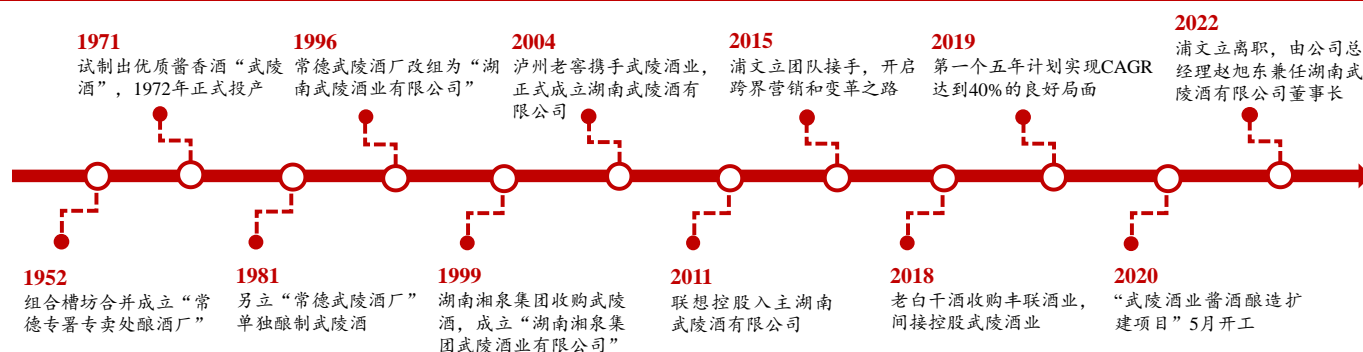 1971
试制出优质酱香酒“武陵
酒”，1972年正式投产
1996
常德武陵酒厂改组为“湖
南武陵酒业有限公司”
2004
泸州老窖携手武陵酒业，
正式成立湖南武陵酒有
限公司
2015
浦文立团队接手，开启
跨界营销和变革之路
2019
第一个五年计划实现CAGR
达到40%的良好局面
2022
浦文立离职，由公司总
经理赵旭东兼任湖南武
陵酒有限公司董事长
1952
组合槽坊合并成立“常
德专署专卖处酿酒厂”
1981
另立“常德武陵酒厂”
单独酿制武陵酒
1999
湖南湘泉集团收购武陵
酒，成立“湖南湘泉集
团武陵酒业有限公司”
2011
联想控股入主湖南
武陵酒有限公司
2018
老白干酒收购丰联酒业，
间接控股武陵酒业
2020
“武陵酒业酱酒酿造扩
建项目”5月开工